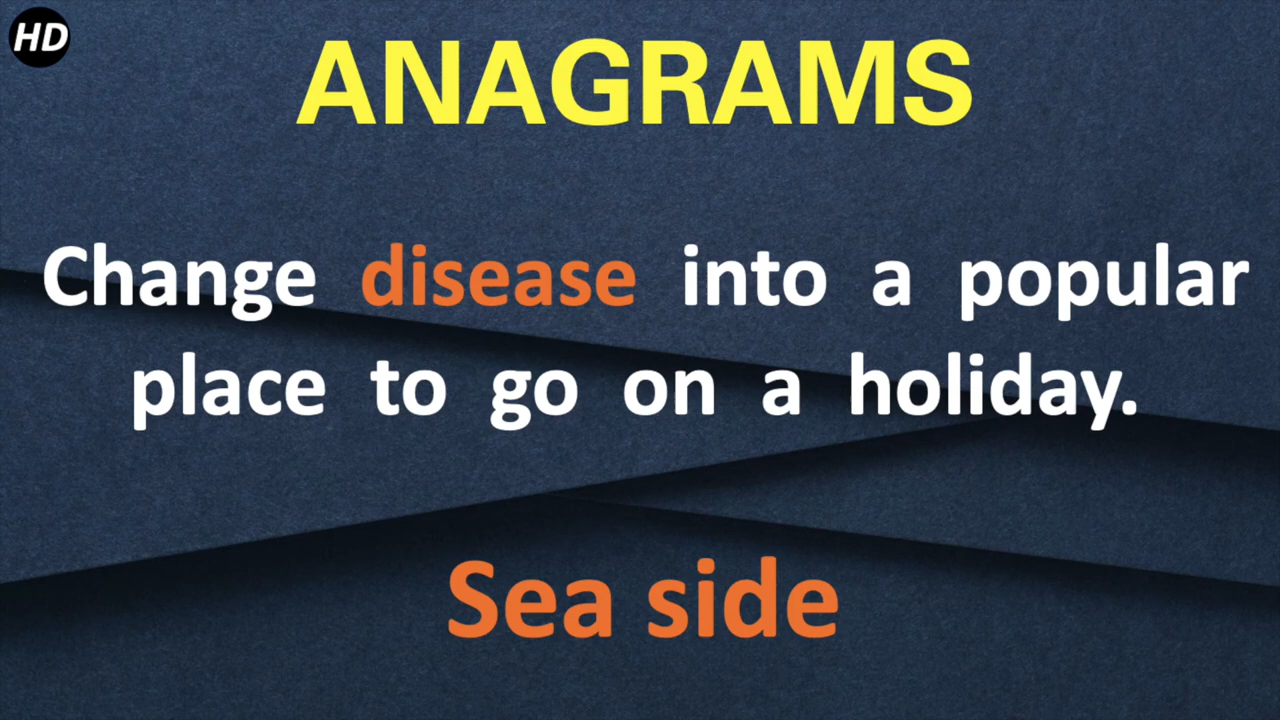 HD
ANAGRAMS
Change disease into a popular
place to go on a holiday.
Sea side